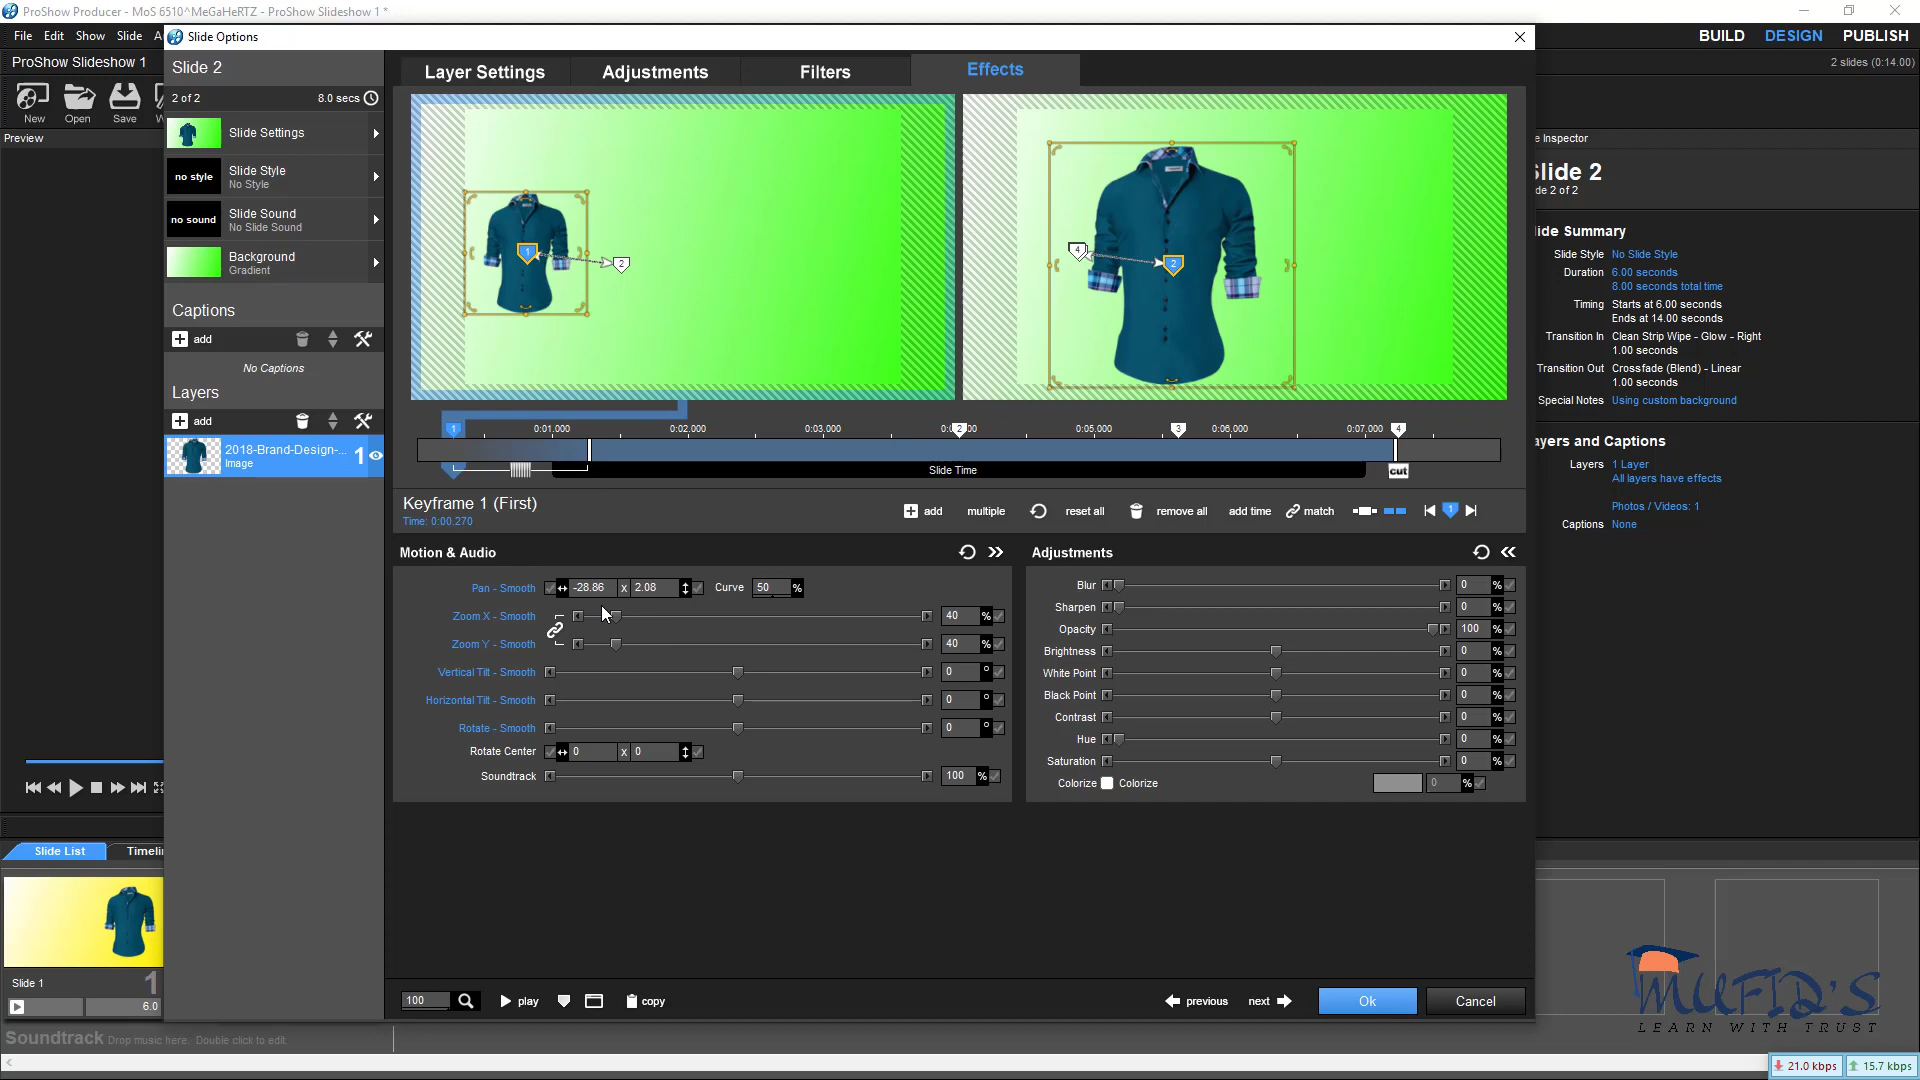 ProShow Producer - MoS 6510^MeGaHeRTZ - ProShow Slideshow 1 *
File Edit Show Slide
BUILD DESIGN PUBLISH
ProShow Slideshow 1
2 slides (0:14.00)
New Open Save
Preview
Slide Options
Slide 2
2 of 2 8.0 secs
Slide Settings
no style
Slide Style
No Style
no sound
Slide Sound
No Slide Sound
Background
Gradient
Captions
add
No Captions
Layers
add
2018-Brand-Design-... 1
Image
Layer Settings Adjustments Filters Effects
1 2
4 2
1 0:01.000 0:02.000 0:03.000 2 0:05.000 3 0:06.000 0:07.000 4
Slide Time
cut
Keyframe 1 (First)
Time: 0:00.270
add multiple reset all remove all add time match 1
Motion & Audio
Pan - Smooth -28.86 x 2.08 Curve 50 %
Zoom X - Smooth 40 %
Zoom Y - Smooth 40 %
Vertical Tilt - Smooth 0 °
Horizontal Tilt - Smooth 0 °
Rotate - Smooth 0 °
Rotate Center 0 x 0
Soundtrack 100 %
Adjustments
Blur 0 %
Sharpen 0 %
Opacity 100 %
Brightness 0 %
White Point 0 %
Black Point 0 %
Contrast 0 %
Hue 0 %
Saturation 0 %
Colorize Colorize 0 %
100 play copy previous next Ok Cancel
e Inspector
lide 2
de 2 of 2
lide Summary
Slide Style No Slide Style
Duration 6.00 seconds
8.00 seconds total time
Timing Starts at 6.00 seconds
Ends at 14.00 seconds
Transition In Clean Strip Wipe - Glow - Right
1.00 seconds
Transition Out Crossfade (Blend) - Linear
1.00 seconds
Special Notes Using custom background
ayers and Captions
Layers 1 Layer
All layers have effects
Photos / Videos: 1
Captions None
Slide List Timeli
Slide 1 1
6.0
Soundtrack Drop music here. Double click to edit.
MUFID'S
LEARN WITH TRUST
21.0 kbps 15.7 kbps